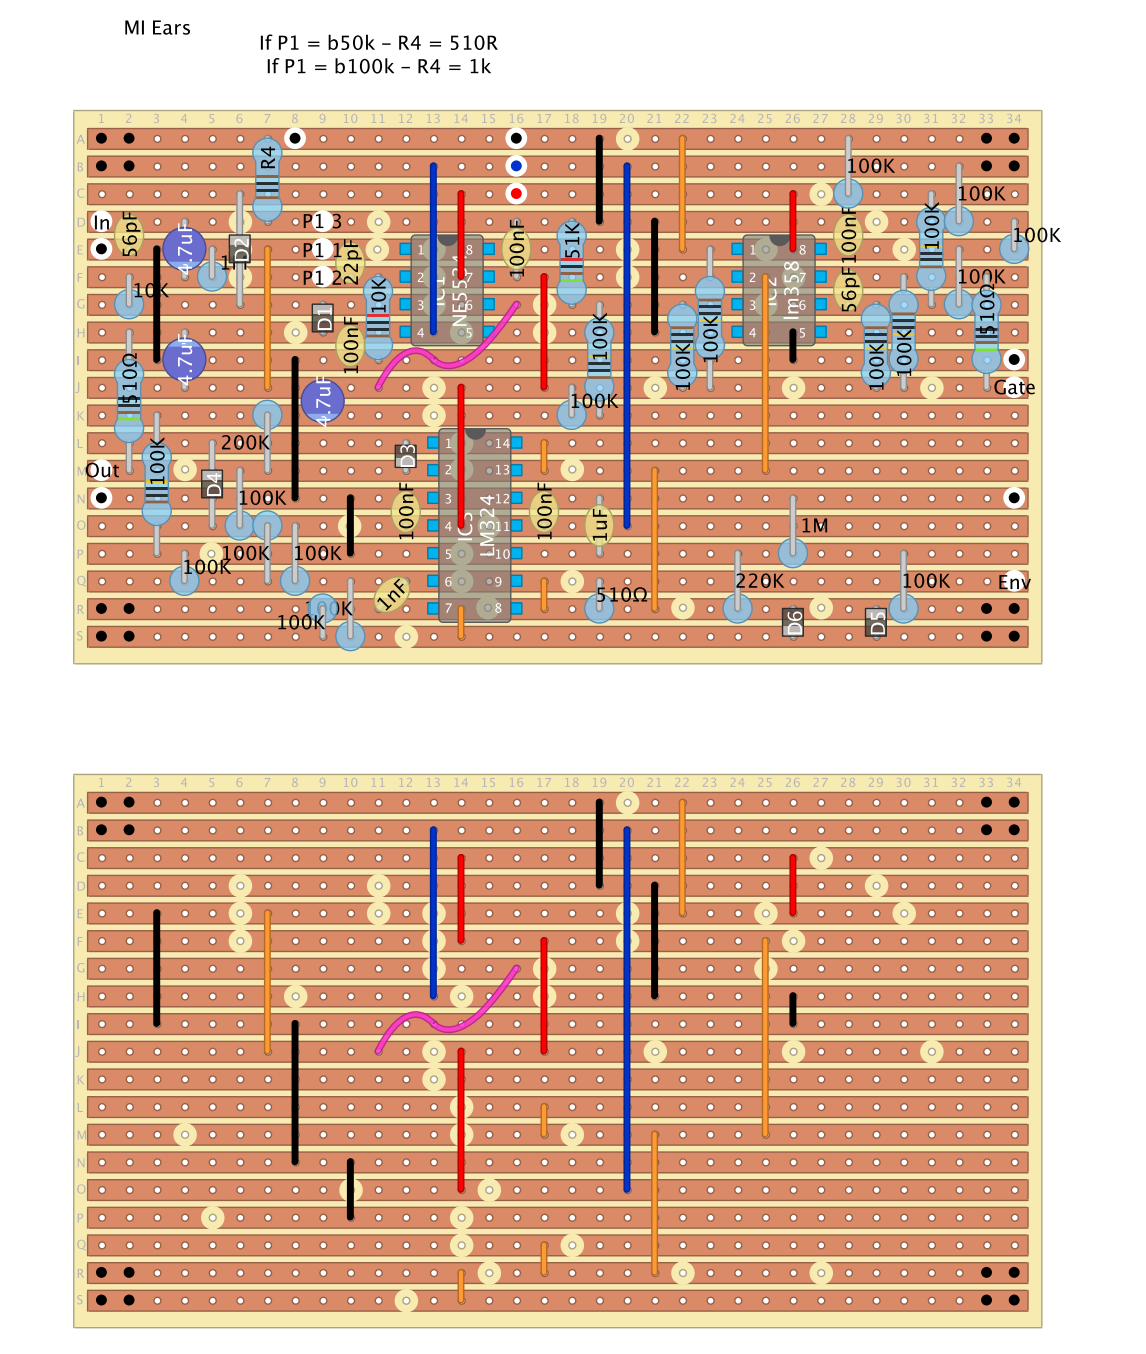 MI Ears
If P1 = b50k – R4 = 510R
If P1 = b100k – R4 = 1k
1 2 3 4 5 6 7 8 9 10 11 12 13 14 15 16 17 18 19 20 21 22 23 24 25 26 27 28 29 30 31 32 33 34
A
B
R4
100K
C
100K
D
In
56pF
P1 3
100nF
51K
100nF
100K
100K
E
4.7uF
D2
P1 1
22pF
1
8
1
8
F
P1 2
2
7
2
7
100K
G
10K
D1
10K
IC1
NE5534
3
6
IC2
lm358
3
6
56pF
510Ω
H
100nF
4
5
100K
100K
100K
4
5
100K
100K
I
4.7uF
J
510Ω
4.7uF
Gate
K
100K
L
200K
D3
1
14
M
Out
100K
D4
2
13
N
100K
3
12
O
100nF
IC3
LM324
4
11
100nF
1uF
1M
P
100K
100K
5
10
Q
100K
1nF
6
9
220K
100K
Env
R
100K
7
8
510Ω
S
100K
D6
D5
1 2 3 4 5 6 7 8 9 10 11 12 13 14 15 16 17 18 19 20 21 22 23 24 25 26 27 28 29 30 31 32 33 34
A
B
C
D
E
F
G
H
I
J
K
L
M
N
O
P
Q
R
S